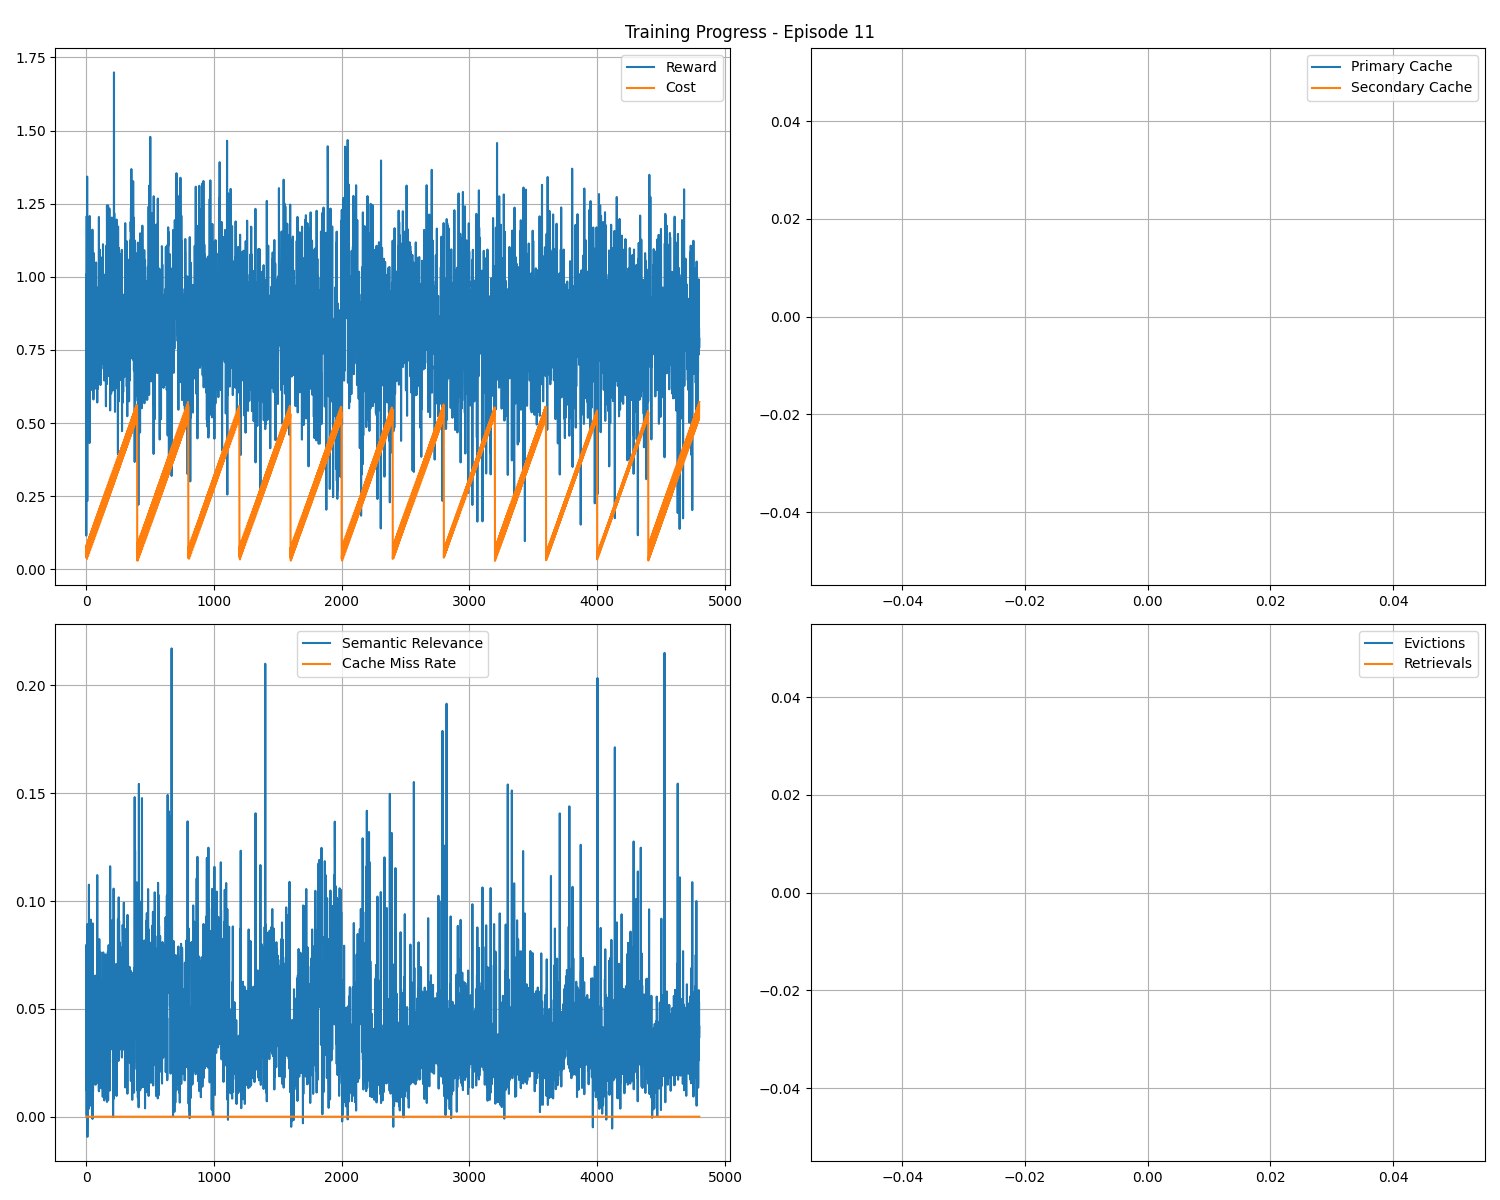 Training Progress - Episode 11
1.75
1.50
1.25
1.00
0.75
0.50
0.25
0.00
0 1000 2000 3000 4000 5000
Reward
Cost
0.04
0.02
0.00
−0.02
−0.04
−0.04 −0.02 0.00 0.02 0.04
Primary Cache
Secondary Cache
0.20
0.15
0.10
0.05
0.00
0 1000 2000 3000 4000 5000
Semantic Relevance
Cache Miss Rate
0.04
0.02
0.00
−0.02
−0.04
−0.04 −0.02 0.00 0.02 0.04
Evictions
Retrievals